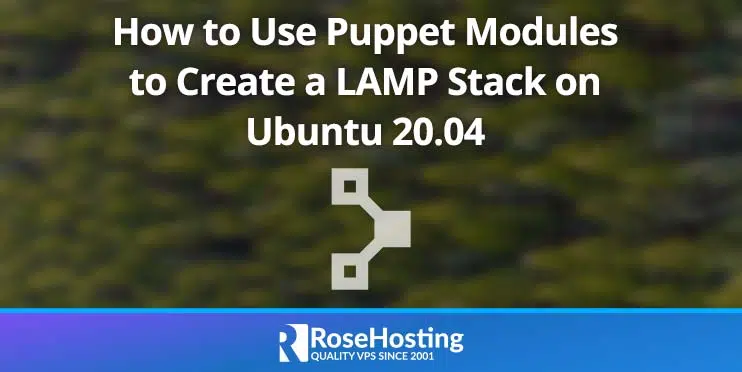 How to Use Puppet Modules
to Create a LAMP Stack on
Ubuntu 20.04
RoseHosting
QUALITY VPS SINCE 2001